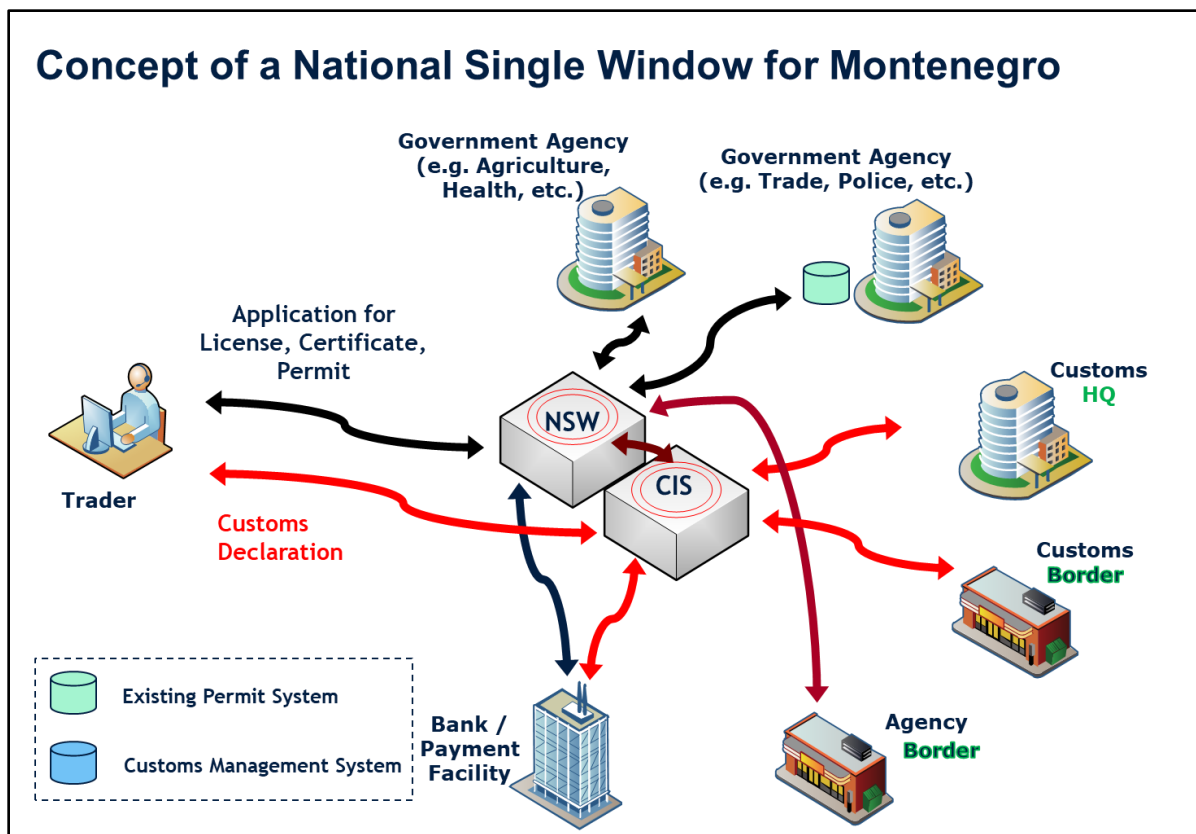 Concept of a National Single Window for Montenegro
Government Agency
(e.g. Agriculture,
Health, etc.)
Government Agency
(e.g. Trade, Police, etc.)
Application for
License, Certificate,
Permit
Trader
Customs
Declaration
NSW
CIS
Customs
HQ
Customs
Border
Agency
Border
Bank /
Payment
Facility
Existing Permit System
Customs Management System